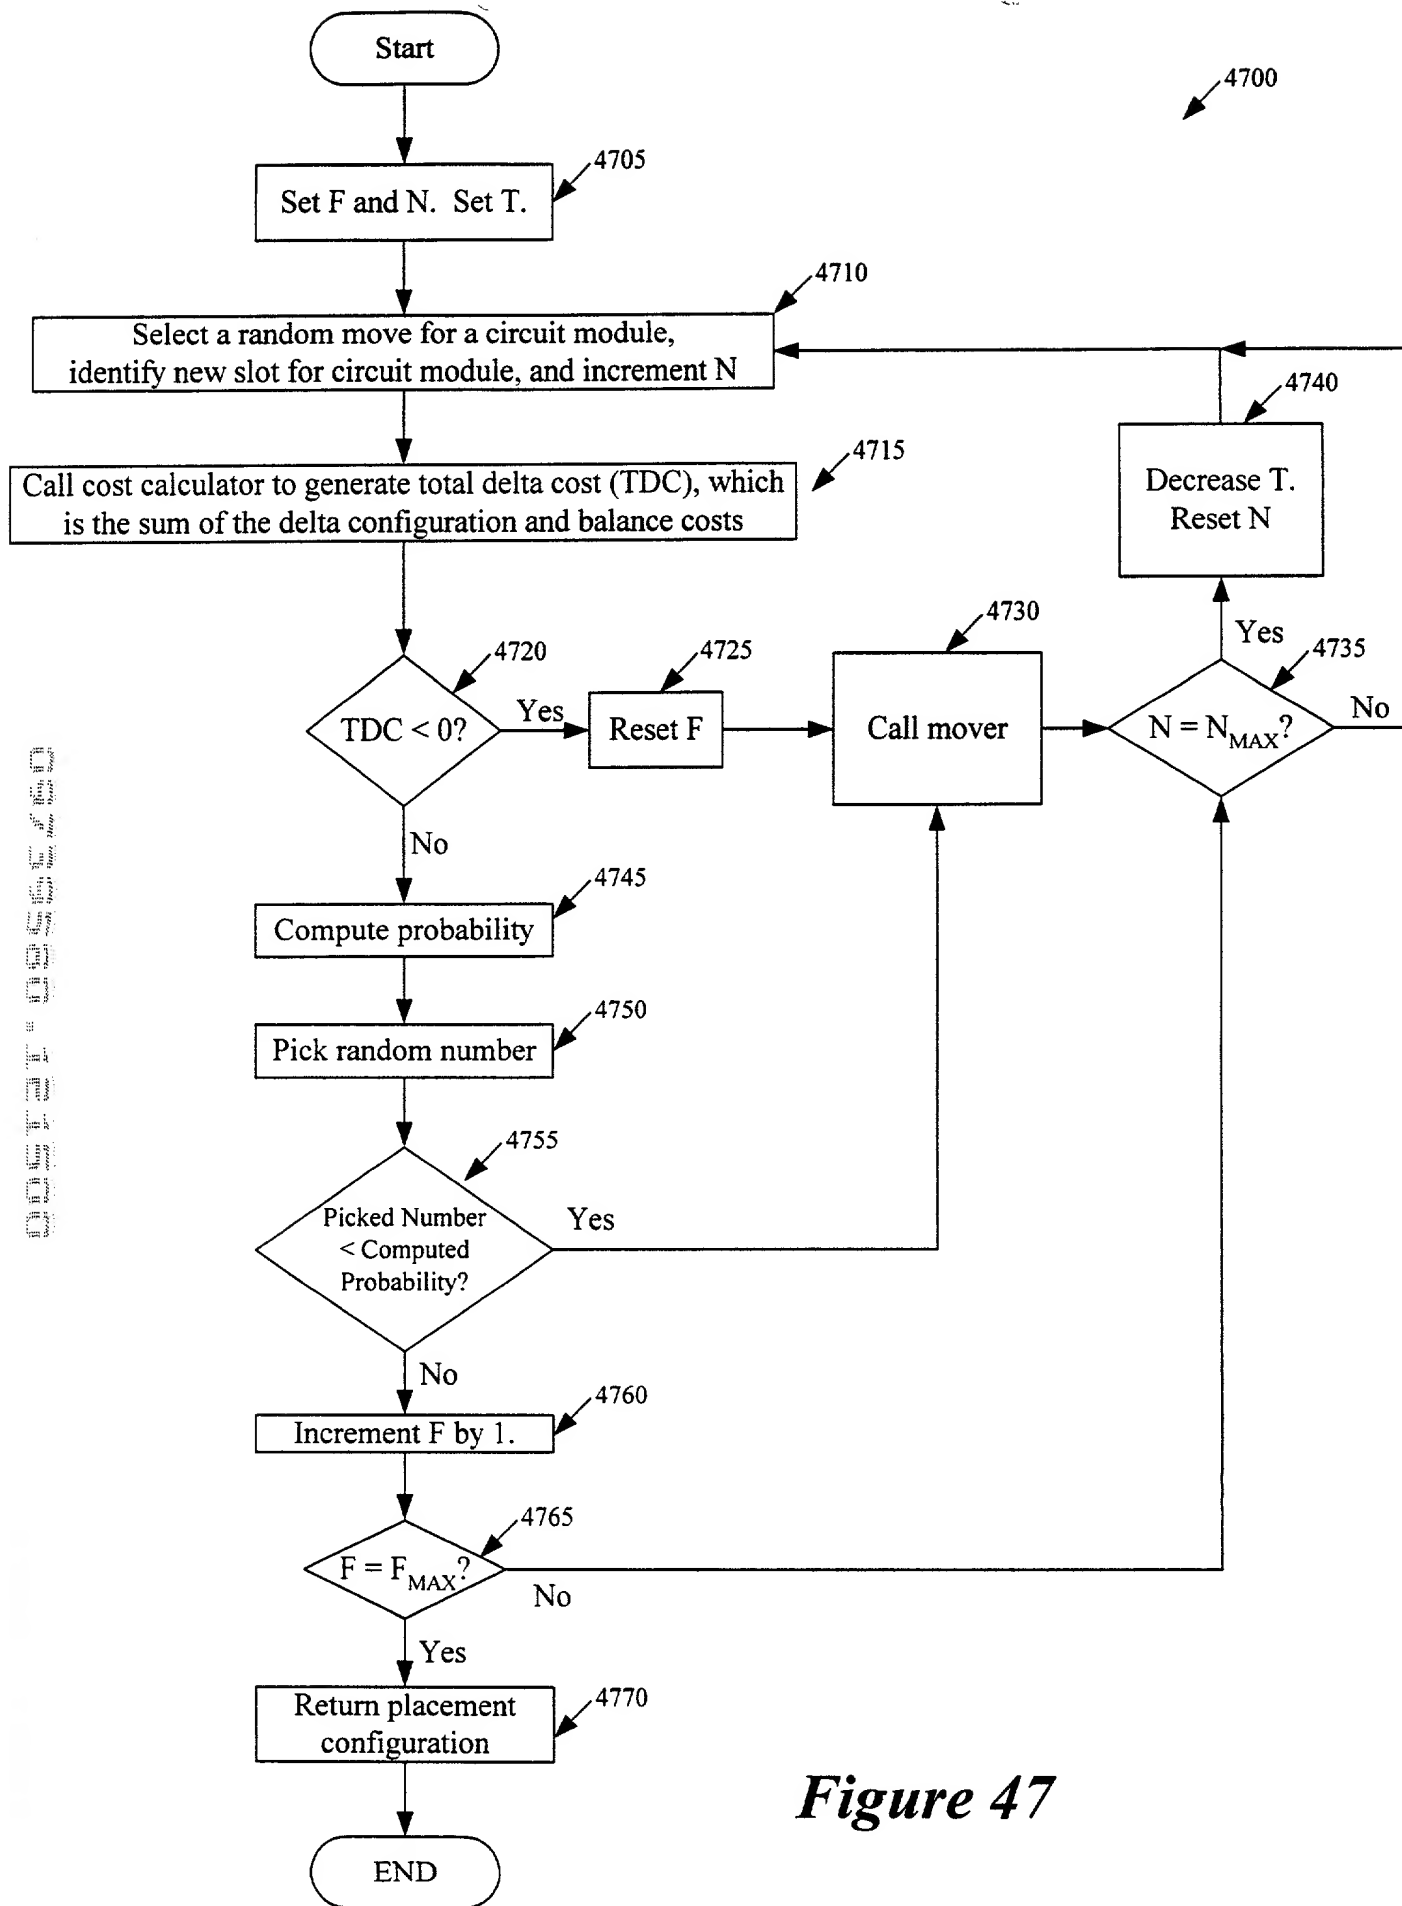 Start
4700
4705
Set F and N. Set T.
4710
Select a random move for a circuit module,
identify new slot for circuit module, and increment N
4740
Decrease T.
Reset N
4715
Call cost calculator to generate total delta cost (TDC), which
is the sum of the delta configuration and balance costs
4720
TDC < 0?
Yes
4725
Reset F
4730
Call mover
Yes
4735
N = NMAX?
No
No
4745
Compute probability
4750
Pick random number
4755
Picked Number
< Computed
Probability?
Yes
No
4760
Increment F by 1.
4765
F = FMAX?
No
Yes
4770
Return placement
configuration
END
Figure 47